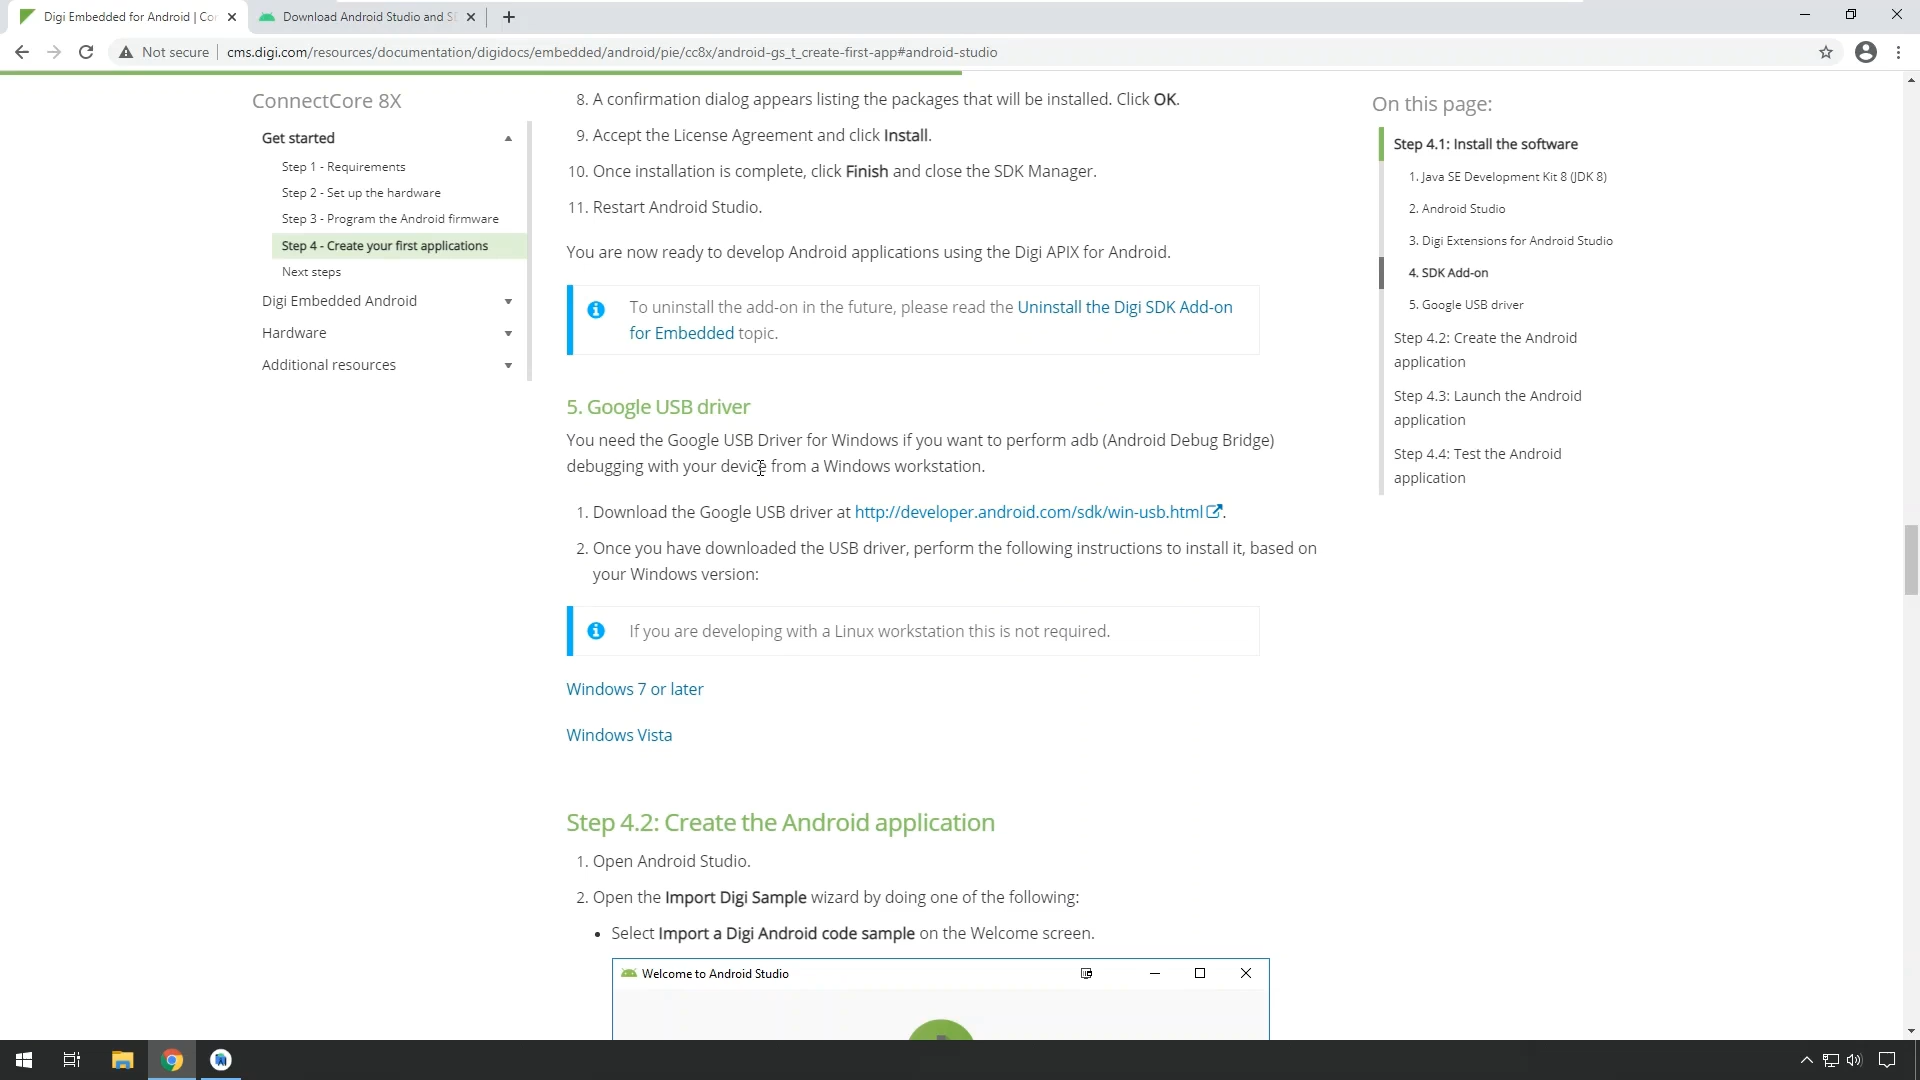 Digi Embedded for Android | Co
Download Android Studio and S
Not secure
cms.digi.com/resources/documentation/digidocs/embedded/android/pie/cc8x/android-gs_t_create-first-app#android-studio
ConnectCore 8X
Get started
Step 1 - Requirements
Step 2 - Set up the hardware
Step 3 - Program the Android firmware
Step 4 - Create your first applications
Next steps
Digi Embedded Android
Hardware
Additional resources
8. A confirmation dialog appears listing the packages that will be installed. Click OK.
9. Accept the License Agreement and click Install.
10. Once installation is complete, click Finish and close the SDK Manager.
11. Restart Android Studio.
You are now ready to develop Android applications using the Digi APIX for Android.
To uninstall the add-on in the future, please read the Uninstall the Digi SDK Add-on
for Embedded topic.
5. Google USB driver
You need the Google USB Driver for Windows if you want to perform adb (Android Debug Bridge)
debugging with your device from a Windows workstation.
1. Download the Google USB driver at http://developer.android.com/sdk/win-usb.html.
2. Once you have downloaded the USB driver, perform the following instructions to install it, based on
your Windows version:
If you are developing with a Linux workstation this is not required.
Windows 7 or later
Windows Vista
Step 4.2: Create the Android application
1. Open Android Studio.
2. Open the Import Digi Sample wizard by doing one of the following:
• Select Import a Digi Android code sample on the Welcome screen.
Welcome to Android Studio
On this page:
Step 4.1: Install the software
1. Java SE Development Kit 8 (JDK 8)
2. Android Studio
3. Digi Extensions for Android Studio
4. SDK Add-on
5. Google USB driver
Step 4.2: Create the Android
application
Step 4.3: Launch the Android
application
Step 4.4: Test the Android
application